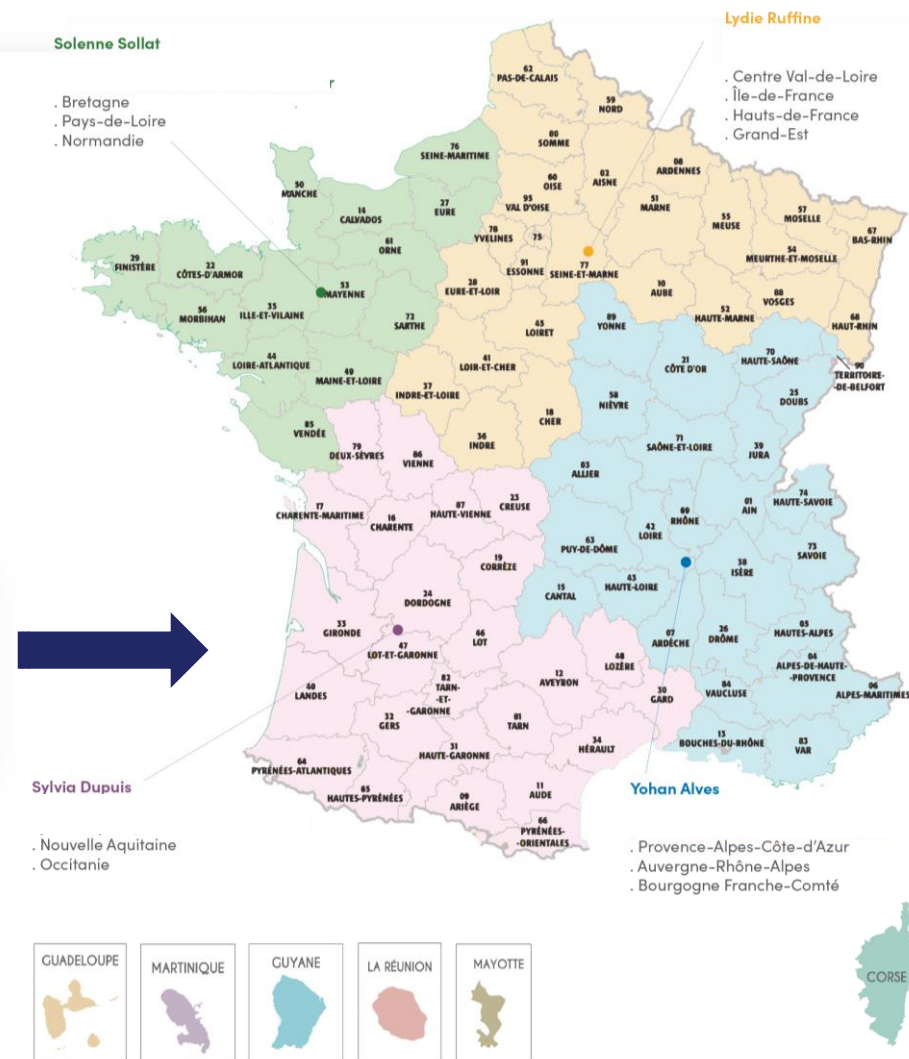 Lydie Ruffine
. Centre Val-de-Loire
. Île-de-France
. Hauts-de-France
. Grand-Est
Solenne Sollat
. Bretagne
. Pays-de-Loire
. Normandie
62
PAS-DE-CALAIS
59
NORD
80
SOMME
76
SEINE-MARITIME
60
OISE
02
AISNE
08
ARDENNES
50
MANCHE
14
CALVADOS
27
EURE
95
VAL D'OISE
51
MARNE
55
MEUSE
57
MOSELLE
67
BAS-RHIN
78
YVELINES
75
61
ORNE
91
ESSONNE
77
SEINE-ET-MARNE
54
MEURTHE-ET-MOSELLE
29
FINISTÈRE
22
CÔTES-D'ARMOR
53
MAYENNE
28
EURE-ET-LOIR
10
AUBE
52
HAUTE-MARNE
88
VOSGES
68
HAUT-RHIN
56
MORBIHAN
35
ILLE-ET-VILAINE
72
SARTHE
45
LOIRET
89
YONNE
44
LOIRE-ATLANTIQUE
49
MAINE-ET-LOIRE
41
LOIR-ET-CHER
21
CÔTE D'OR
70
HAUTE-SAÔNE
90
TERRITOIRE-
-DE-BELFORT
37
INDRE-ET-LOIRE
18
CHER
58
NIÈVRE
25
DOUBS
85
VENDÉE
79
DEUX-SÈVRES
86
VIENNE
36
INDRE
71
SAÔNE-ET-LOIRE
39
JURA
03
ALLIER
17
CHARENTE-MARITIME
16
CHARENTE
87
HAUTE-VIENNE
23
CREUSE
63
PUY-DE-DÔME
42
LOIRE
69
RHÔNE
01
AIN
74
HAUTE-SAVOIE
19
CORRÈZE
38
ISÈRE
73
SAVOIE
24
DORDOGNE
15
CANTAL
43
HAUTE-LOIRE
33
GIRONDE
47
LOT-ET-GARONNE
46
LOT
48
LOZÈRE
07
ARDÈCHE
26
DRÔME
05
HAUTES-ALPES
04
ALPES-DE-HAUTE-
-PROVENCE
40
LANDES
82
TARN-
-ET-
-GARONNE
12
AVEYRON
30
GARD
84
VAUCLUSE
06
ALPES-MARITIMES
32
GERS
81
TARN
34
HÉRAULT
13
BOUCHES-DU-RHÔNE
83
VAR
64
PYRÉNÉES-ATLANTIQUES
31
HAUTE-GARONNE
65
HAUTES-PYRÉNÉES
09
ARIÈGE
11
AUDE
66
PYRÉNÉES-
-ORIENTALES
Sylvia Dupuis
. Nouvelle Aquitaine
. Occitanie
Yohan Alves
. Provence-Alpes-Côte-d'Azur
. Auvergne-Rhône-Alpes
. Bourgogne Franche-Comté
GUADELOUPE
MARTINIQUE
GUYANE
LA RÉUNION
MAYOTTE
CORSE